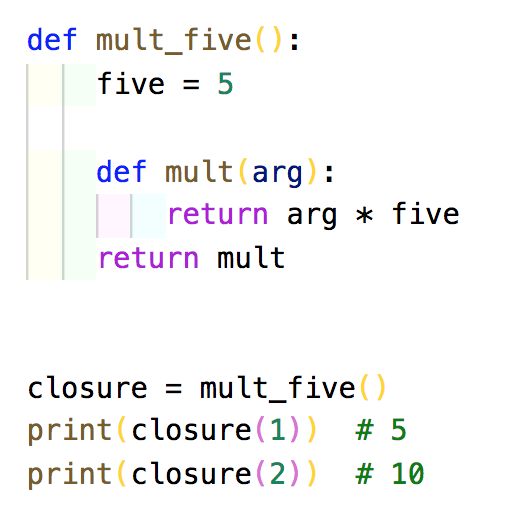 def mult_five():
    five = 5

    def mult(arg):
        return arg * five
    return mult


closure = mult_five()
print(closure(1))  # 5
print(closure(2))  # 10